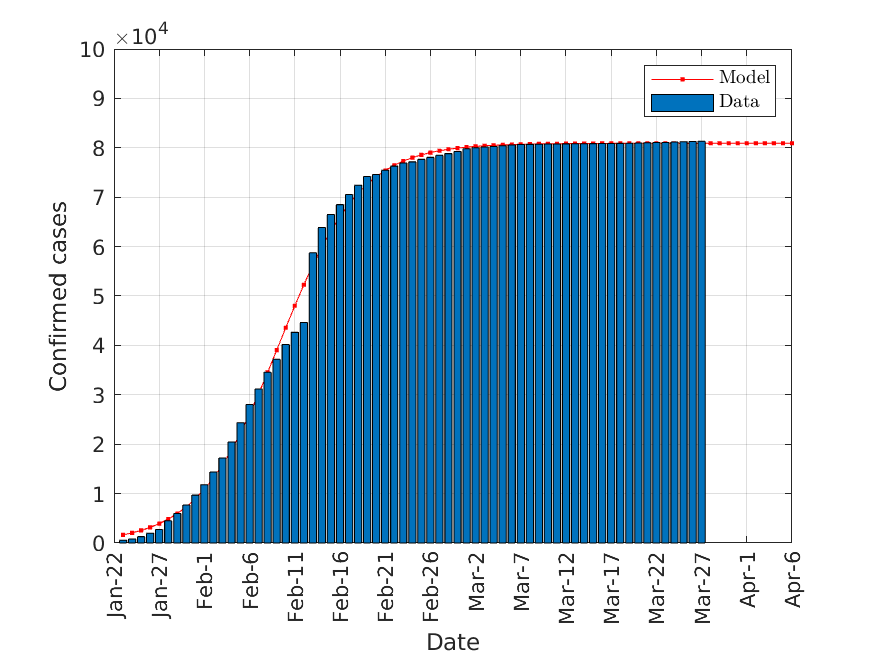 ×10⁴
10
9
8
7
6
5
4
3
2
1
0
Confirmed cases
Model
Data
Jan-22
Jan-27
Feb-1
Feb-6
Feb-11
Feb-16
Feb-21
Feb-26
Mar-2
Mar-7
Mar-12
Mar-17
Mar-22
Mar-27
Apr-1
Apr-6
Date